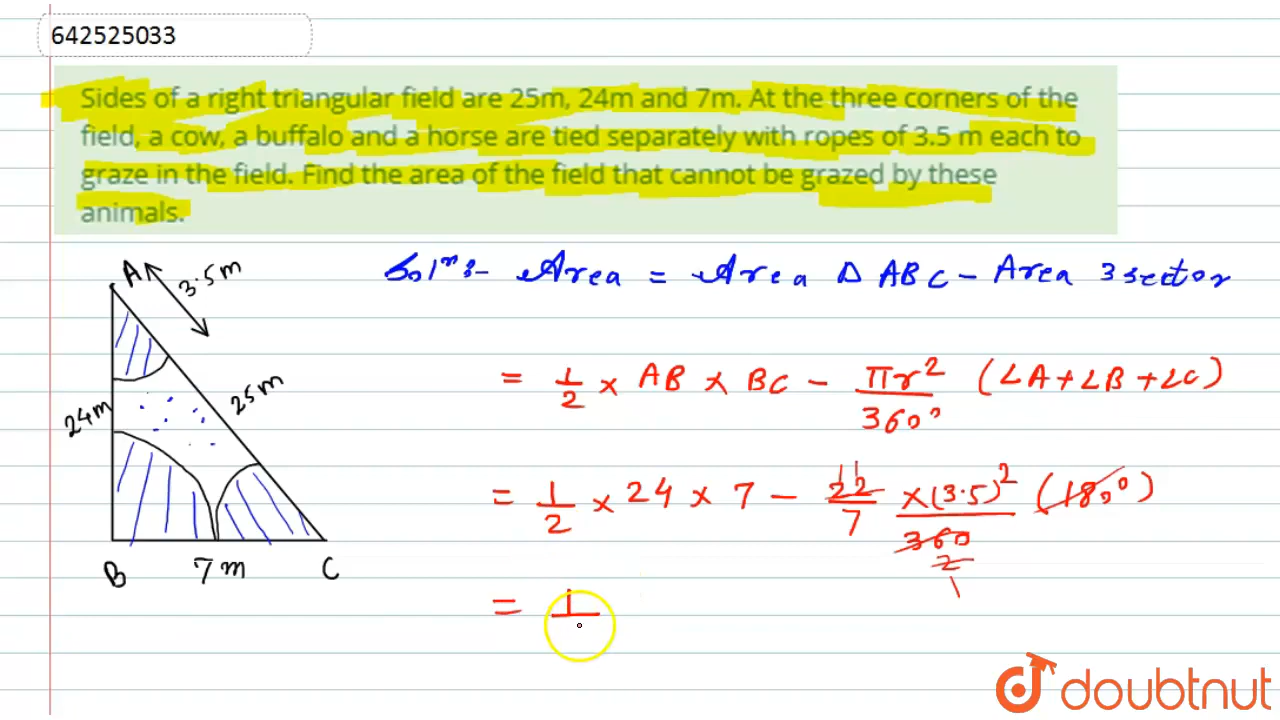 642525033
Sides of a right triangular field are 25m, 24m and 7m. At the three corners of the
field, a cow, a buffalo and a horse are tied separately with ropes of 3.5 m each to
graze in the field. Find the area of the field that cannot be grazed by these
animals.
A
3.5m
24m
25m
B
7m
C
Solⁿ:- Area = Area Δ ABC - Area 3 sector
= 1/2 × AB × BC - πr²/360° (∠A+∠B+∠C)
= 1/2 × 24 × 7 - 22/7 × (3.5)²/360 (180°)
11
2
1
= 1
doubtnut